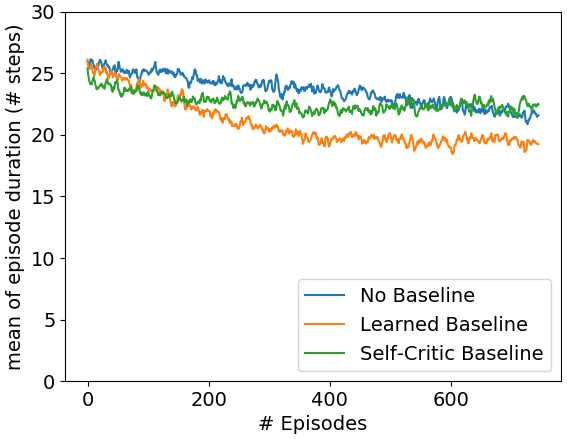 30
25
20
15
10
5
0
mean of episode duration (# steps)
No Baseline
Learned Baseline
Self-Critic Baseline
0 200 400 600
# Episodes